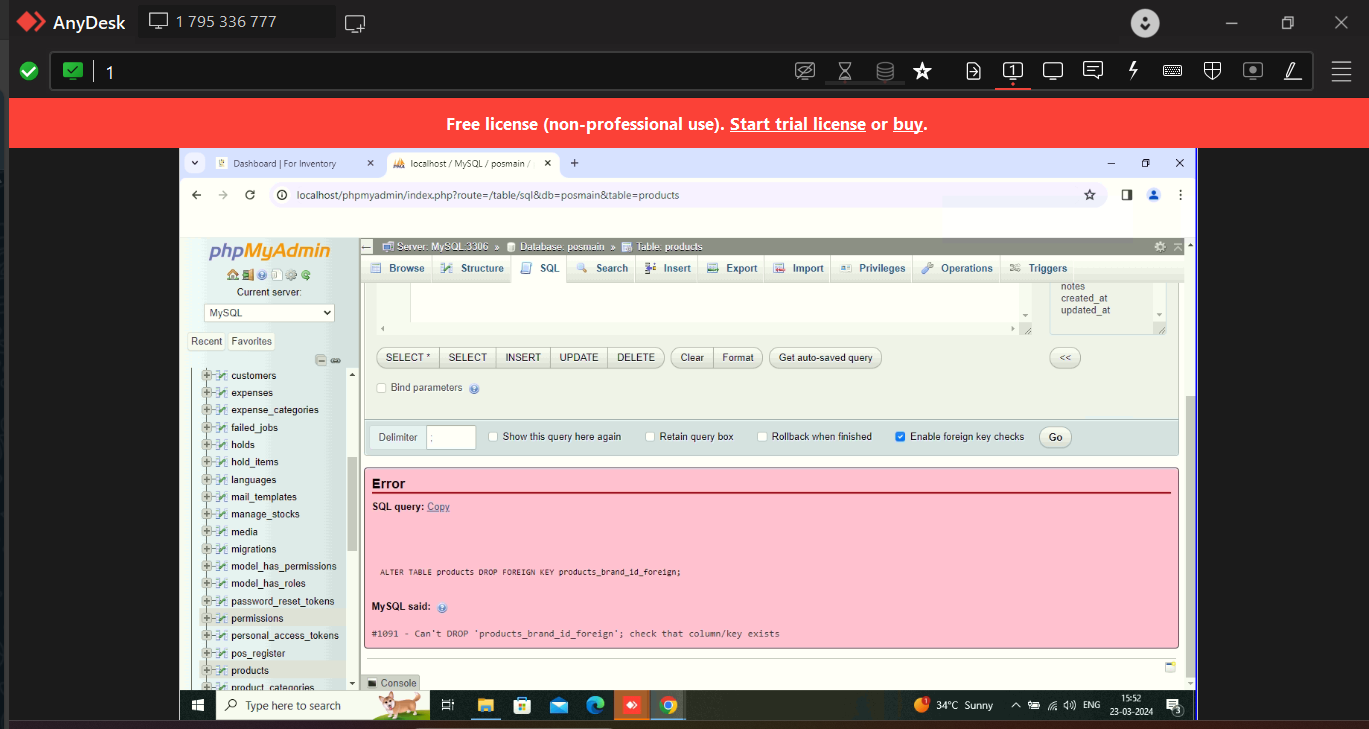 AnyDesk
1 795 336 777
1
Free license (non-professional use). Start trial license or buy.
Dashboard | For Inventory
localhost / MySQL / posmain /
localhost/phpmyadmin/index.php?route=/table/sql&db=posmain&table=products
phpMyAdmin
Current server:
MySQL
Recent
Favorites
customers
expenses
expense_categories
failed_jobs
holds
hold_items
languages
mail_templates
manage_stocks
media
migrations
model_has_permissions
model_has_roles
password_reset_tokens
permissions
personal_access_tokens
pos_register
products
product_categories
Server: MySQL:3306 » Database: posmain » Table: products
Browse Structure SQL Search Insert Export Import Privileges Operations Triggers
notes
created_at
updated_at
SELECT * SELECT INSERT UPDATE DELETE Clear Format Get auto-saved query <<
Bind parameters
Delimiter ; Show this query here again Retain query box Rollback when finished Enable foreign key checks Go
Error
SQL query: Copy
ALTER TABLE products DROP FOREIGN KEY products_brand_id_foreign;
MySQL said:
#1091 - Can't DROP 'products_brand_id_foreign'; check that column/key exists
Console
Type here to search
34°C Sunny
ENG
15:52
23-03-2024
3